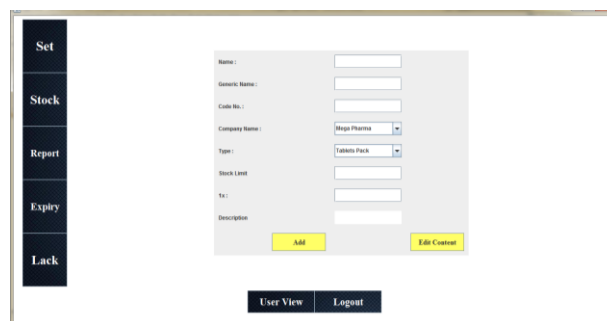 Set
Stock
Report
Expiry
Lack
Name :
Generic Name :
Code No. :
Company Name :
Mega Pharma
Type :
Tablets Pack
Stock Limit
Tx :
Description
Add
Edit Content
User View
Logout